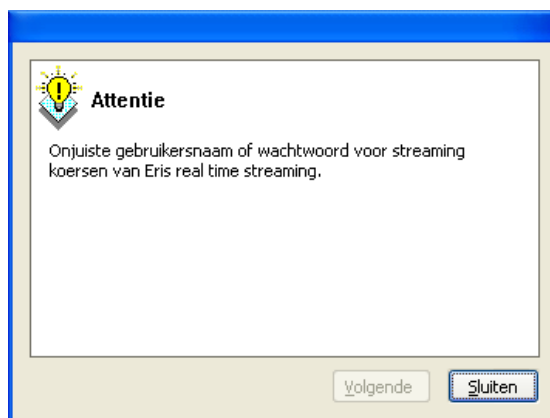 Attentie
Onjuiste gebruikersnaam of wachtwoord voor streaming
koersen van Eris real time streaming.
Volgende
Sluiten